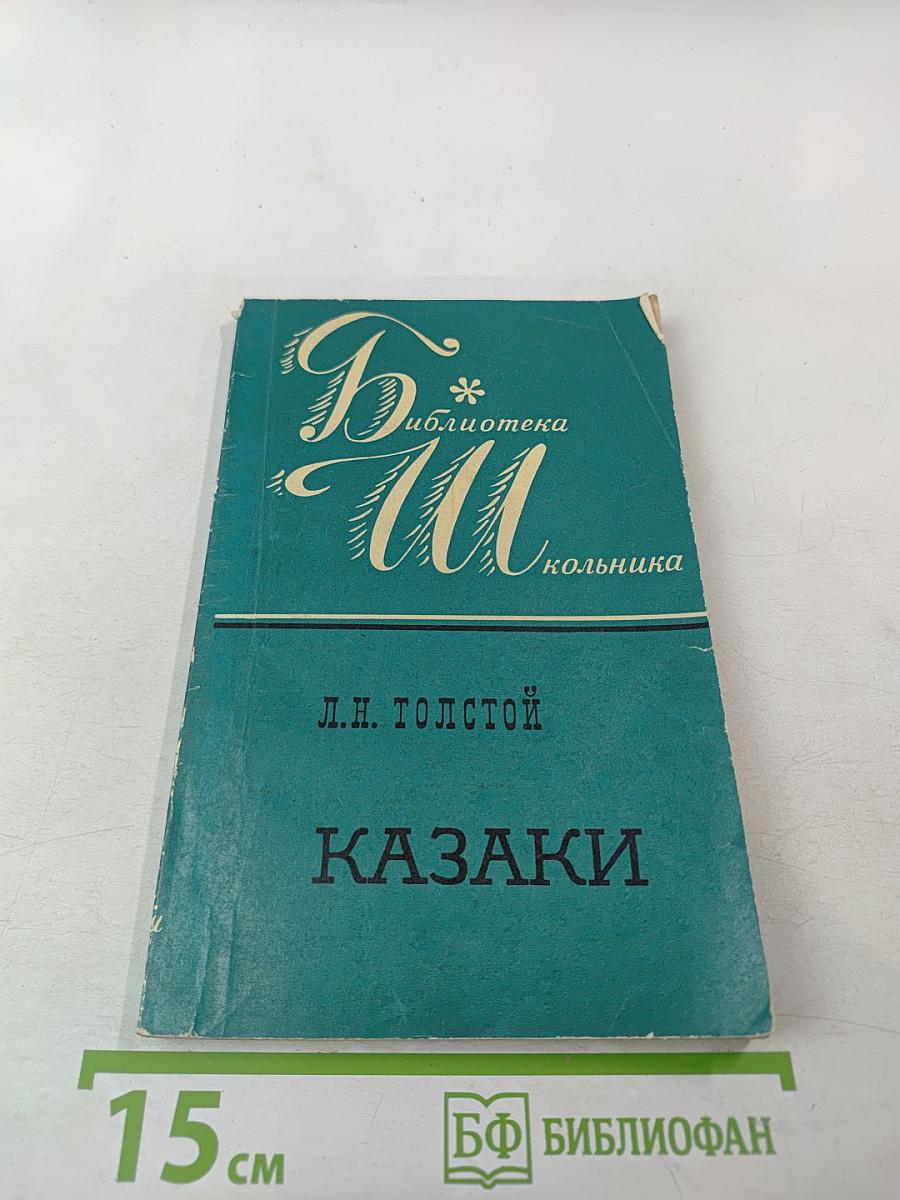 Библиотека
Школьника
Л.Н. ТОЛСТОЙ
КАЗАКИ
15 см
БФ БИБЛИОФАН